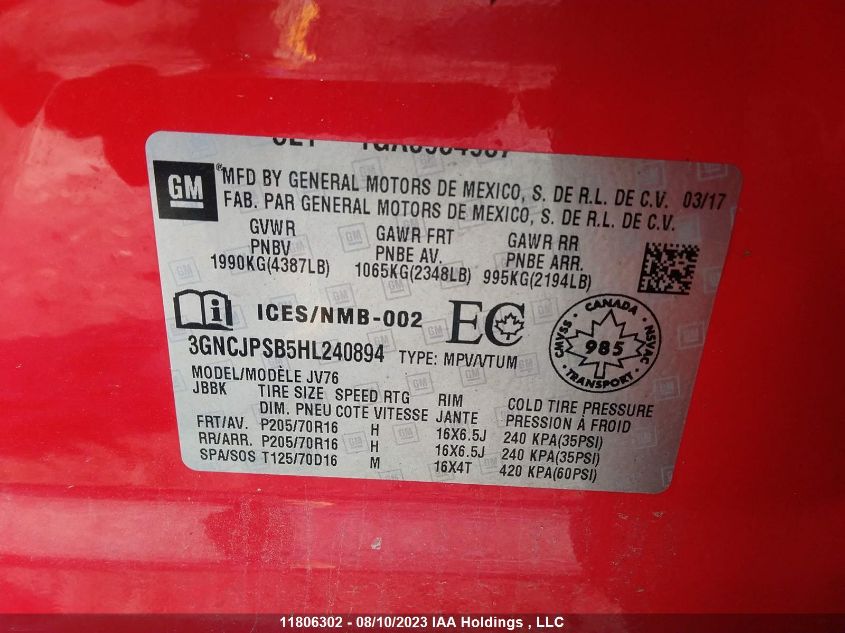 GM
MFD BY GENERAL MOTORS DE MEXICO, S. DE R.L. DE C.V. 03/17
FAB. PAR GENERAL MOTORS DE MEXICO, S. DE R.L. DE C.V.
GVWR GAWR FRT GAWR RR
PNBV PNBE AV. PNBE ARR.
1990KG(4387LB) 1065KG(2348LB) 995KG(2194LB)
ICES/NMB-002 EC
CANADA CMVSS 985 NSVAC TRANSPORT
3GNCJPSB5HL240894 TYPE: MPV/VTUM
MODEL/MODÈLE JV76
JBBK TIRE SIZE SPEED RTG RIM COLD TIRE PRESSURE
DIM. PNEU COTE VITESSE JANTE PRESSION À FROID
FRT/AV. P205/70R16 H 16X6.5J 240 KPA(35PSI)
RR/ARR. P205/70R16 H 16X6.5J 240 KPA(35PSI)
SPA/SOS T125/70D16 M 16X4T 420 KPA(60PSI)
11806302 - 08/10/2023 IAA Holdings , LLC